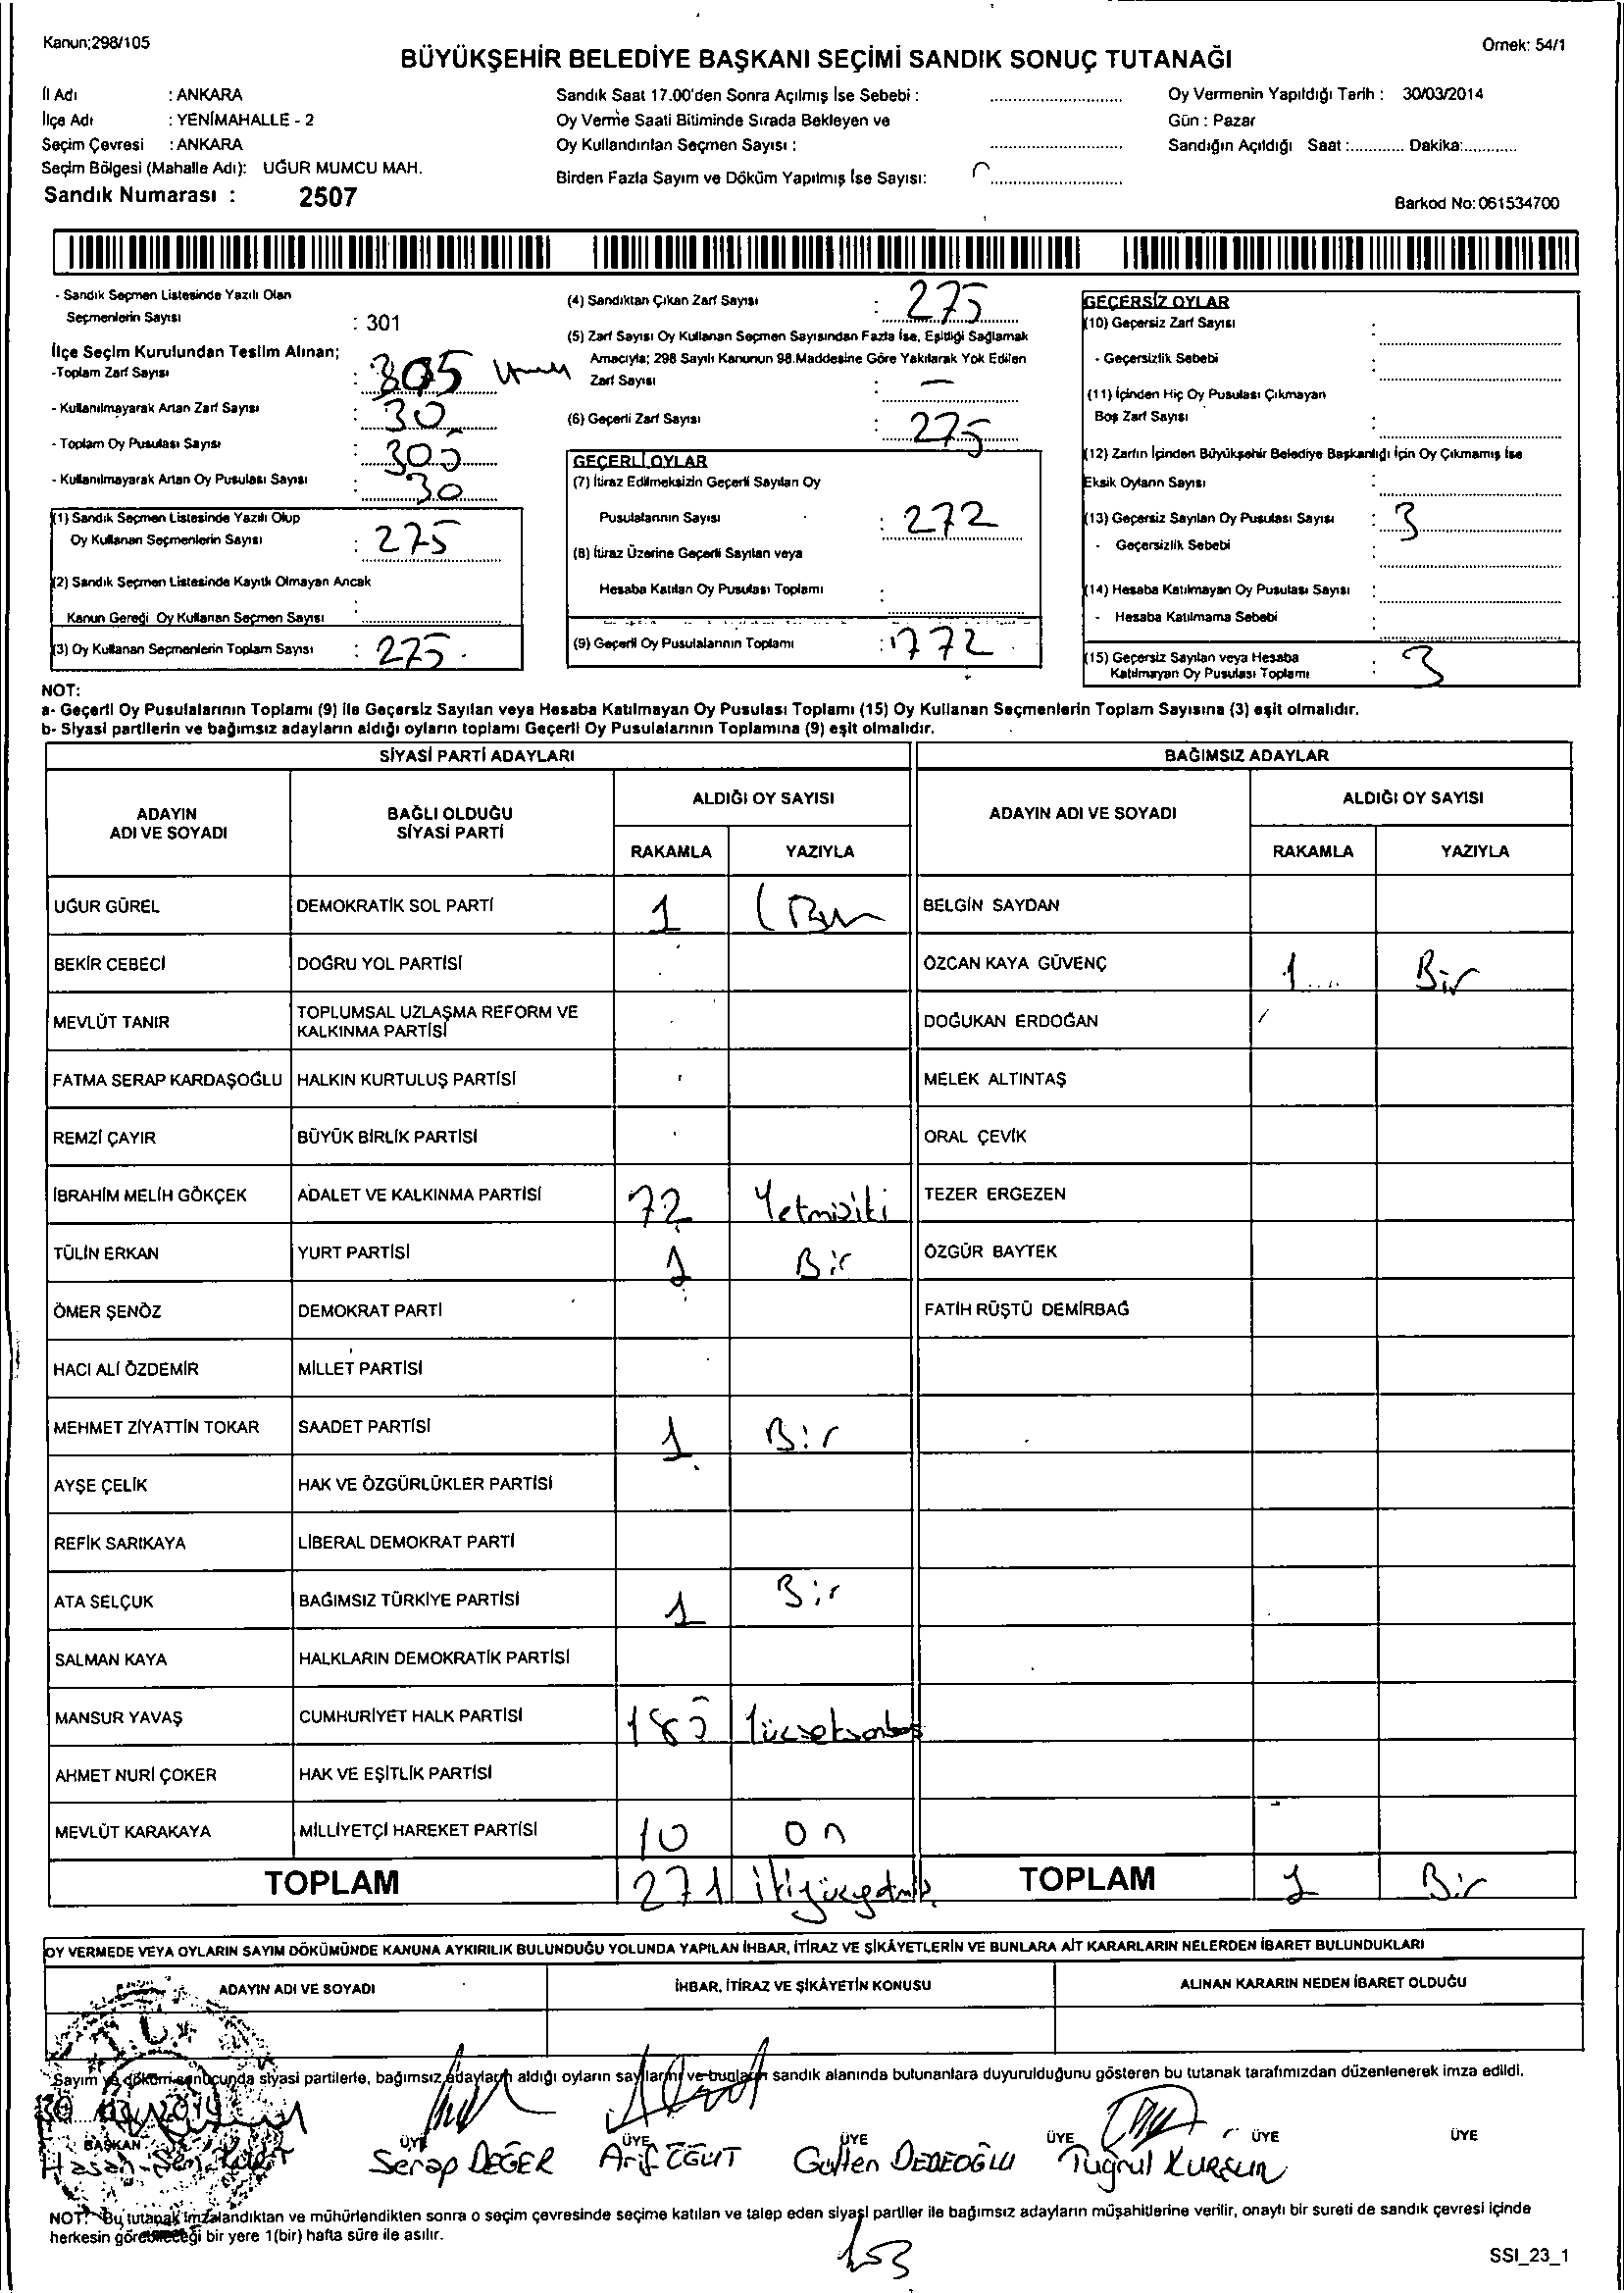 Kanun;298/105
Örnek: 54/1
BÜYÜKŞEHİR BELEDİYE BAŞKANI SEÇİMİ SANDIK SONUÇ TUTANAĞI
İl Adı : ANKARA
İlçe Adı : YENİMAHALLE - 2
Seçim Çevresi : ANKARA
Seçim Bölgesi (Mahalle Adı): UĞUR MUMCU MAH.
Sandık Numarası : 2507
Sandık Saat 17.00'den Sonra Açılmış İse Sebebi :
Oy Verme Saati Bitiminde Sırada Bekleyen ve
Oy Kullandırılan Seçmen Sayısı :
Birden Fazla Sayım ve Döküm Yapılmış İse Sayısı:
Oy Vermenin Yapıldığı Tarih : 30/03/2014
Gün : Pazar
Sandığın Açıldığı Saat :............ Dakika:............
Barkod No: 061534700
- Sandık Seçmen Listesinde Yazılı Olan
Seçmenlerin Sayısı : 301
İlçe Seçim Kurulundan Teslim Alınan;
-Toplam Zarf Sayısı : 305
- Kullanılmayarak Artan Zarf Sayısı : 30
- Toplam Oy Pusulası Sayısı : 305
- Kullanılmayarak Artan Oy Pusulası Sayısı : 30
(1) Sandık Seçmen Listesinde Yazılı Olup
Oy Kullanan Seçmenlerin Sayısı : 275
(2) Sandık Seçmen Listesinde Kayıtlı Olmayan Ancak
Kanun Gereği Oy Kullanan Seçmen Sayısı :
(3) Oy Kullanan Seçmenlerin Toplam Sayısı : 275
(4) Sandıktan Çıkan Zarf Sayısı : 275
(5) Zarf Sayısı Oy Kullanan Seçmen Sayısından Fazla İse, Eşitliği Sağlamak
Amacıyla; 298 Sayılı Kanunun 98.Maddesine Göre Yakılarak Yok Edilen
Zarf Sayısı : —
(6) Geçerli Zarf Sayısı : 275
GEÇERLİ OYLAR
(7) İtiraz Edilmeksizin Geçerli Sayılan Oy
Pusulalarının Sayısı : 272
(8) İtiraz Üzerine Geçerli Sayılan veya
Hesaba Katılan Oy Pusulası Toplamı :
(9) Geçerli Oy Pusulalarının Toplamı : 272
GEÇERSİZ OYLAR
(10) Geçersiz Zarf Sayısı :
- Geçersizlik Sebebi :
(11) İçinden Hiç Oy Pusulası Çıkmayan
Boş Zarf Sayısı :
(12) Zarfın İçinden Büyükşehir Belediye Başkanlığı İçin Oy Çıkmamış İse
Eksik Oyların Sayısı :
(13) Geçersiz Sayılan Oy Pusulası Sayısı : 3
- Geçersizlik Sebebi :
(14) Hesaba Katılmayan Oy Pusulası Sayısı :
- Hesaba Katılmama Sebebi :
(15) Geçersiz Sayılan veya Hesaba
Katılmayan Oy Pusulası Toplamı : 3
NOT:
a- Geçerli Oy Pusulalarının Toplamı (9) ile Geçersiz Sayılan veya Hesaba Katılmayan Oy Pusulası Toplamı (15) Oy Kullanan Seçmenlerin Toplam Sayısına (3) eşit olmalıdır.
b- Siyasi partilerin ve bağımsız adayların aldığı oyların toplamı Geçerli Oy Pusulalarının Toplamına (9) eşit olmalıdır.
SİYASİ PARTİ ADAYLARI
BAĞIMSIZ ADAYLAR
ADAYIN ADI VE SOYADI
BAĞLI OLDUĞU SİYASİ PARTİ
ALDIĞI OY SAYISI
ADAYIN ADI VE SOYADI
ALDIĞI OY SAYISI
RAKAMLA YAZIYLA
RAKAMLA YAZIYLA
UĞUR GÜREL DEMOKRATİK SOL PARTİ 1 Bir BELGİN SAYDAN
BEKİR CEBECİ DOĞRU YOL PARTİSİ ÖZCAN KAYA GÜVENÇ 1 Bir
MEVLÜT TANIR TOPLUMSAL UZLAŞMA REFORM VE KALKINMA PARTİSİ DOĞUKAN ERDOĞAN
FATMA SERAP KARDAŞOĞLU HALKIN KURTULUŞ PARTİSİ MELEK ALTINTAŞ
REMZİ ÇAYIR BÜYÜK BİRLİK PARTİSİ ORAL ÇEVİK
İBRAHİM MELİH GÖKÇEK ADALET VE KALKINMA PARTİSİ 72 Yetmişiki TEZER ERGEZEN
TÜLİN ERKAN YURT PARTİSİ 1 Bir ÖZGÜR BAYTEK
ÖMER ŞENÖZ DEMOKRAT PARTİ FATİH RÜŞTÜ DEMİRBAĞ
HACI ALİ ÖZDEMİR MİLLET PARTİSİ
MEHMET ZİYATTİN TOKAR SAADET PARTİSİ 1 Bir
AYŞE ÇELİK HAK VE ÖZGÜRLÜKLER PARTİSİ
REFİK SARIKAYA LİBERAL DEMOKRAT PARTİ
ATA SELÇUK BAĞIMSIZ TÜRKİYE PARTİSİ 1 Bir
SALMAN KAYA HALKLARIN DEMOKRATİK PARTİSİ
MANSUR YAVAŞ CUMHURİYET HALK PARTİSİ 185 Yüzseksenbeş
AHMET NURİ ÇOKER HAK VE EŞİTLİK PARTİSİ
MEVLÜT KARAKAYA MİLLİYETÇİ HAREKET PARTİSİ 10 on
TOPLAM 271 TOPLAM 1 Bir
OY VERMEDE VEYA OYLARIN SAYIM DÖKÜMÜNDE KANUNA AYKIRILIK BULUNDUĞU YOLUNDA YAPILAN İHBAR, İTİRAZ VE ŞİKÂYETLERİN VE BUNLARA AİT KARARLARIN NELERDEN İBARET BULUNDUKLARI
ADAYIN ADI VE SOYADI İHBAR, İTİRAZ VE ŞİKÂYETİN KONUSU ALINAN KARARIN NEDEN İBARET OLDUĞU
T.C.
Sayım ve döküm sonucunda siyasi partilerle, bağımsız adayların aldığı oyların sayılarını ve bunların sandık alanında bulunanlara duyurulduğunu gösteren bu tutanak tarafımızdan düzenlenerek imza edildi.
30 03 2014
BAŞKAN ÜYE ÜYE ÜYE ÜYE ÜYE ÜYE
Hasan Serap DEĞER Arif Gülten DEDEOĞLU Tuğrul KURŞUN
NOT: Bu tutanak imzalandıktan ve mühürlendikten sonra o seçim çevresinde seçime katılan ve talep eden siyasi partiler ile bağımsız adayların müşahitlerine verilir, onaylı bir sureti de sandık çevresi içinde
herkesin görebileceği bir yere 1(bir) hafta süre ile asılır.
153
SSI_23_1